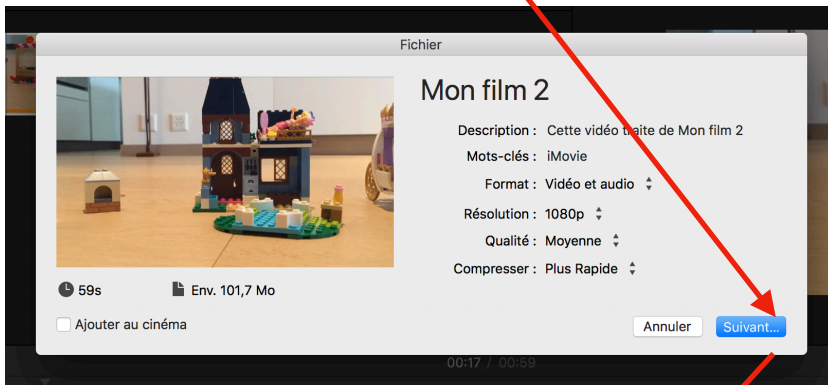 Fichier
Mon film 2
Description : Cette vidéo traite de Mon film 2
Mots-clés : iMovie
Format : Vidéo et audio
Résolution : 1080p
Qualité : Moyenne
Compresser : Plus Rapide
59s Env. 101,7 Mo
Ajouter au cinéma
Annuler Suivant...
00:17 / 00:59